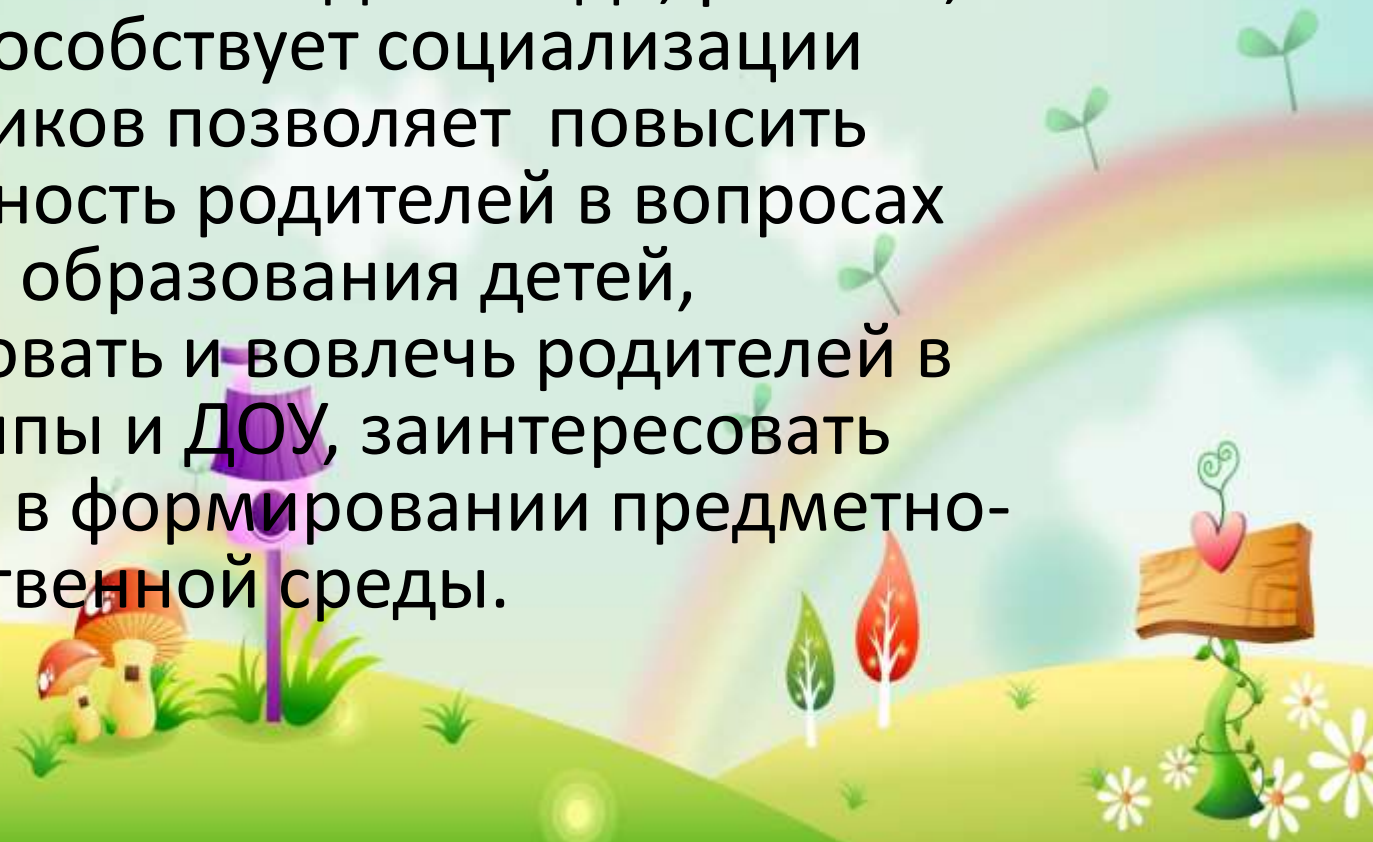 особствует социализации
иков позволяет повысить
ность родителей в вопросах
образования детей,
овать и вовлечь родителей в
ппы и ДОУ, заинтересовать
в формировании предметно-
твенной среды.